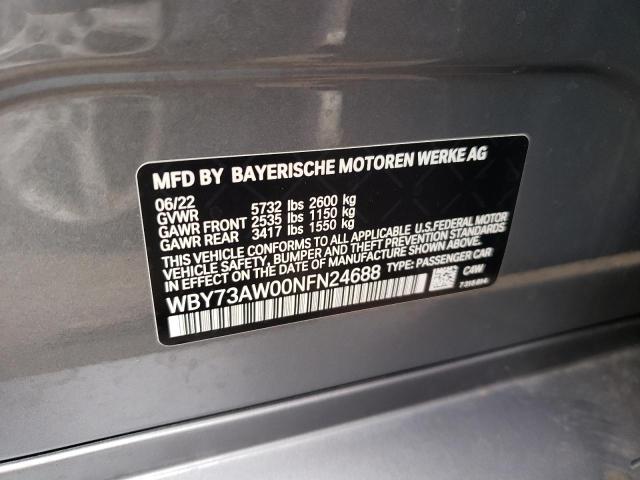 MFD BY BAYERISCHE MOTOREN WERKE AG
06/22
GVWR 5732 lbs 2600 kg
GAWR FRONT 2535 lbs 1150 kg
GAWR REAR 3417 lbs 1550 kg
THIS VEHICLE CONFORMS TO ALL APPLICABLE U.S.FEDERAL MOTOR
VEHICLE SAFETY, BUMPER, AND THEFT PREVENTION STANDARDS
IN EFFECT ON THE DATE OF MANUFACTURE SHOWN ABOVE.
WBY73AW00NFN24688 TYPE: PASSENGER CAR
C4W